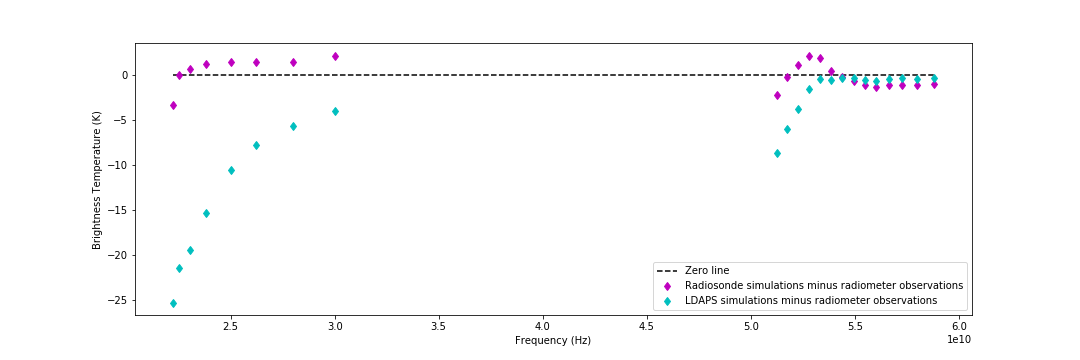 0
−5
−10
−15
−20
−25
Brightness Temperature (K)
Zero line
Radiosonde simulations minus radiometer observations
LDAPS simulations minus radiometer observations
2.5 3.0 3.5 4.0 4.5 5.0 5.5 6.0
1e10
Frequency (Hz)